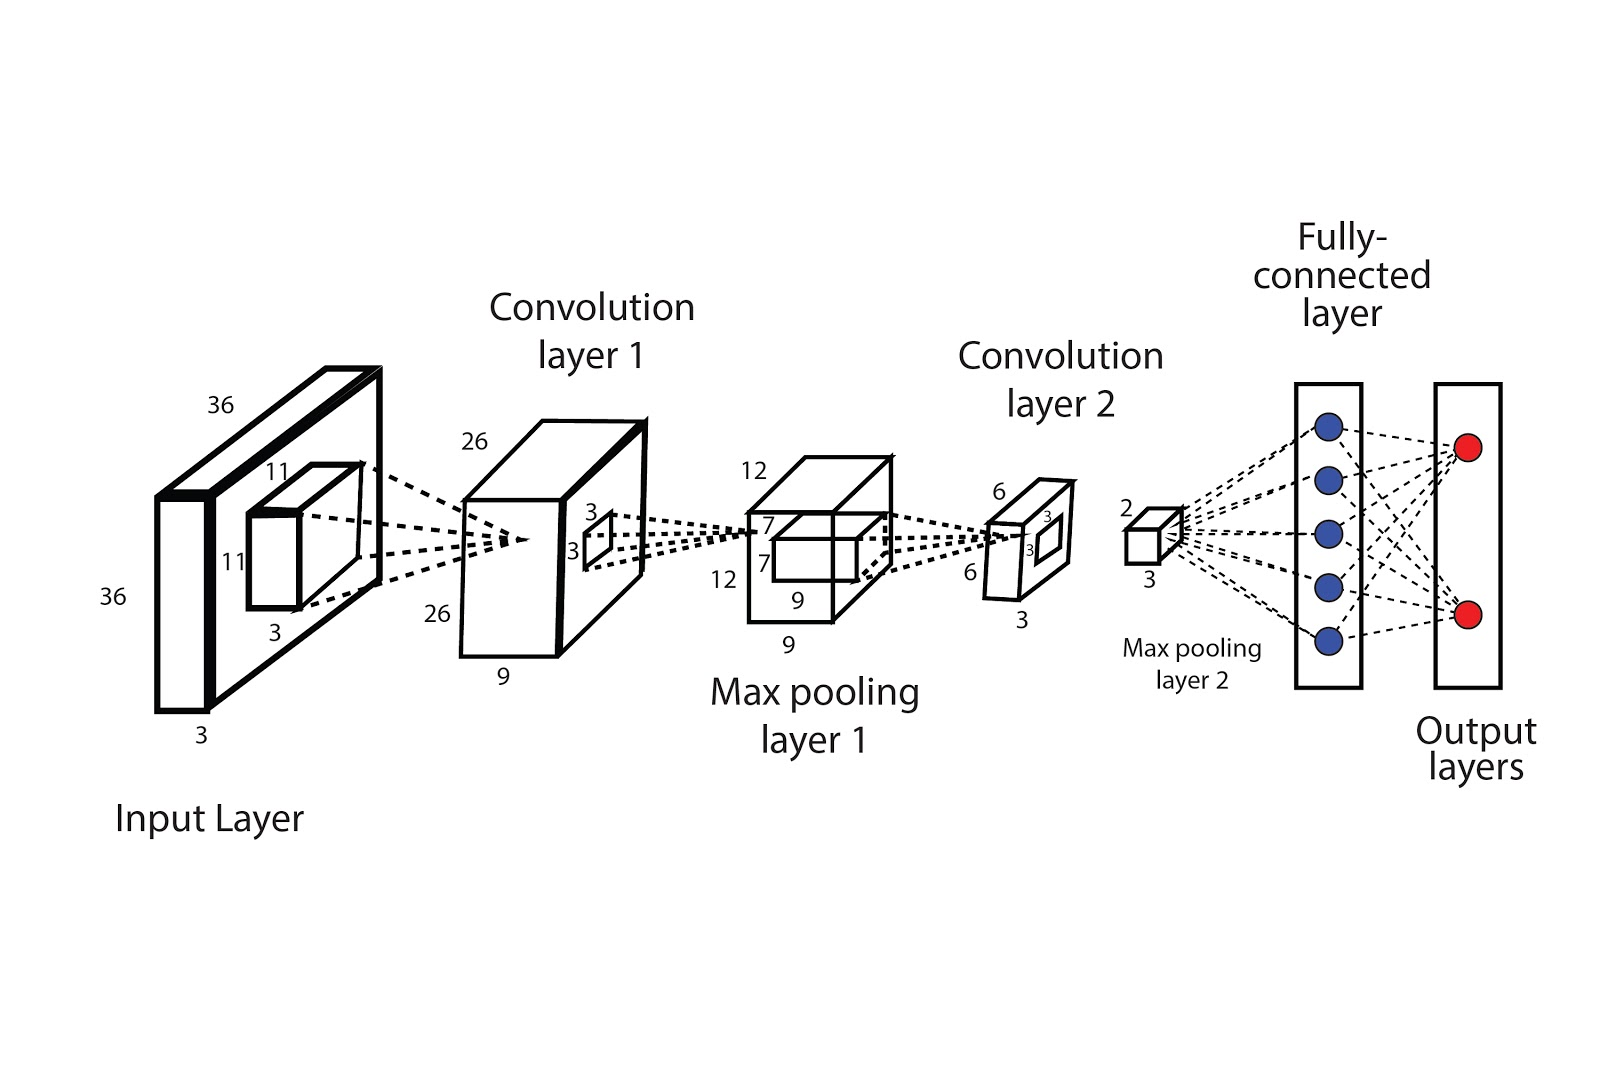 Fully-
connected
layer
Convolution
layer 1
Convolution
layer 2
36
11
11
36
3
3
Input Layer
26
3
3
26
9
12
7
7
12
9
9
Max pooling
layer 1
6
3
3
6
3
2
3
Max pooling
layer 2
Output
layers